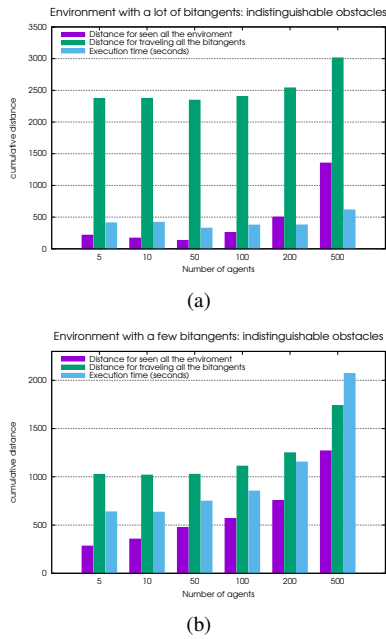 Environment with a lot of bitangents: indistinguishable obstacles
3500
3000
2500
2000
1500
1000
500
0
cumulative distance
Distance for seen all the enviroment
Distance for traveling all the bitangents
Execution time (seconds)
5 10 50 100 200 500
Number of agents
(a)
Environment with a few bitangents: indistinguishable obstacles
2000
1500
1000
500
0
cumulative distance
Distance for seen all the enviroment
Distance for traveling all the bitangents
Execution time (seconds)
5 10 50 100 200 500
Number of agents
(b)